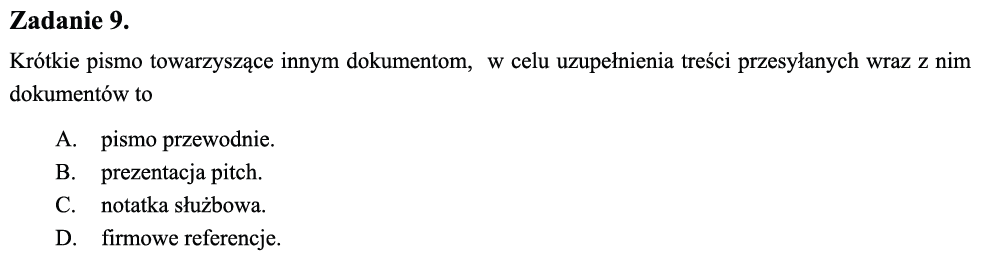 Zadanie 9.
Krótkie pismo towarzyszące innym dokumentom, w celu uzupełnienia treści przesyłanych wraz z nim
dokumentów to
A. pismo przewodnie.
B. prezentacja pitch.
C. notatka służbowa.
D. firmowe referencje.